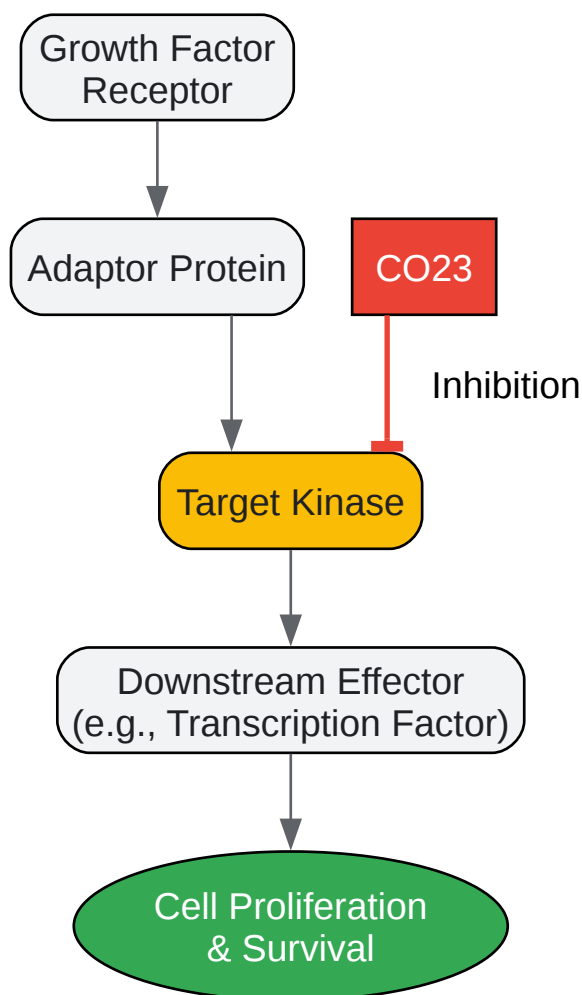 Growth Factor
Receptor
Adaptor Protein
CO23
Inhibition
Target Kinase
Downstream Effector
(e.g., Transcription Factor)
Cell Proliferation
& Survival